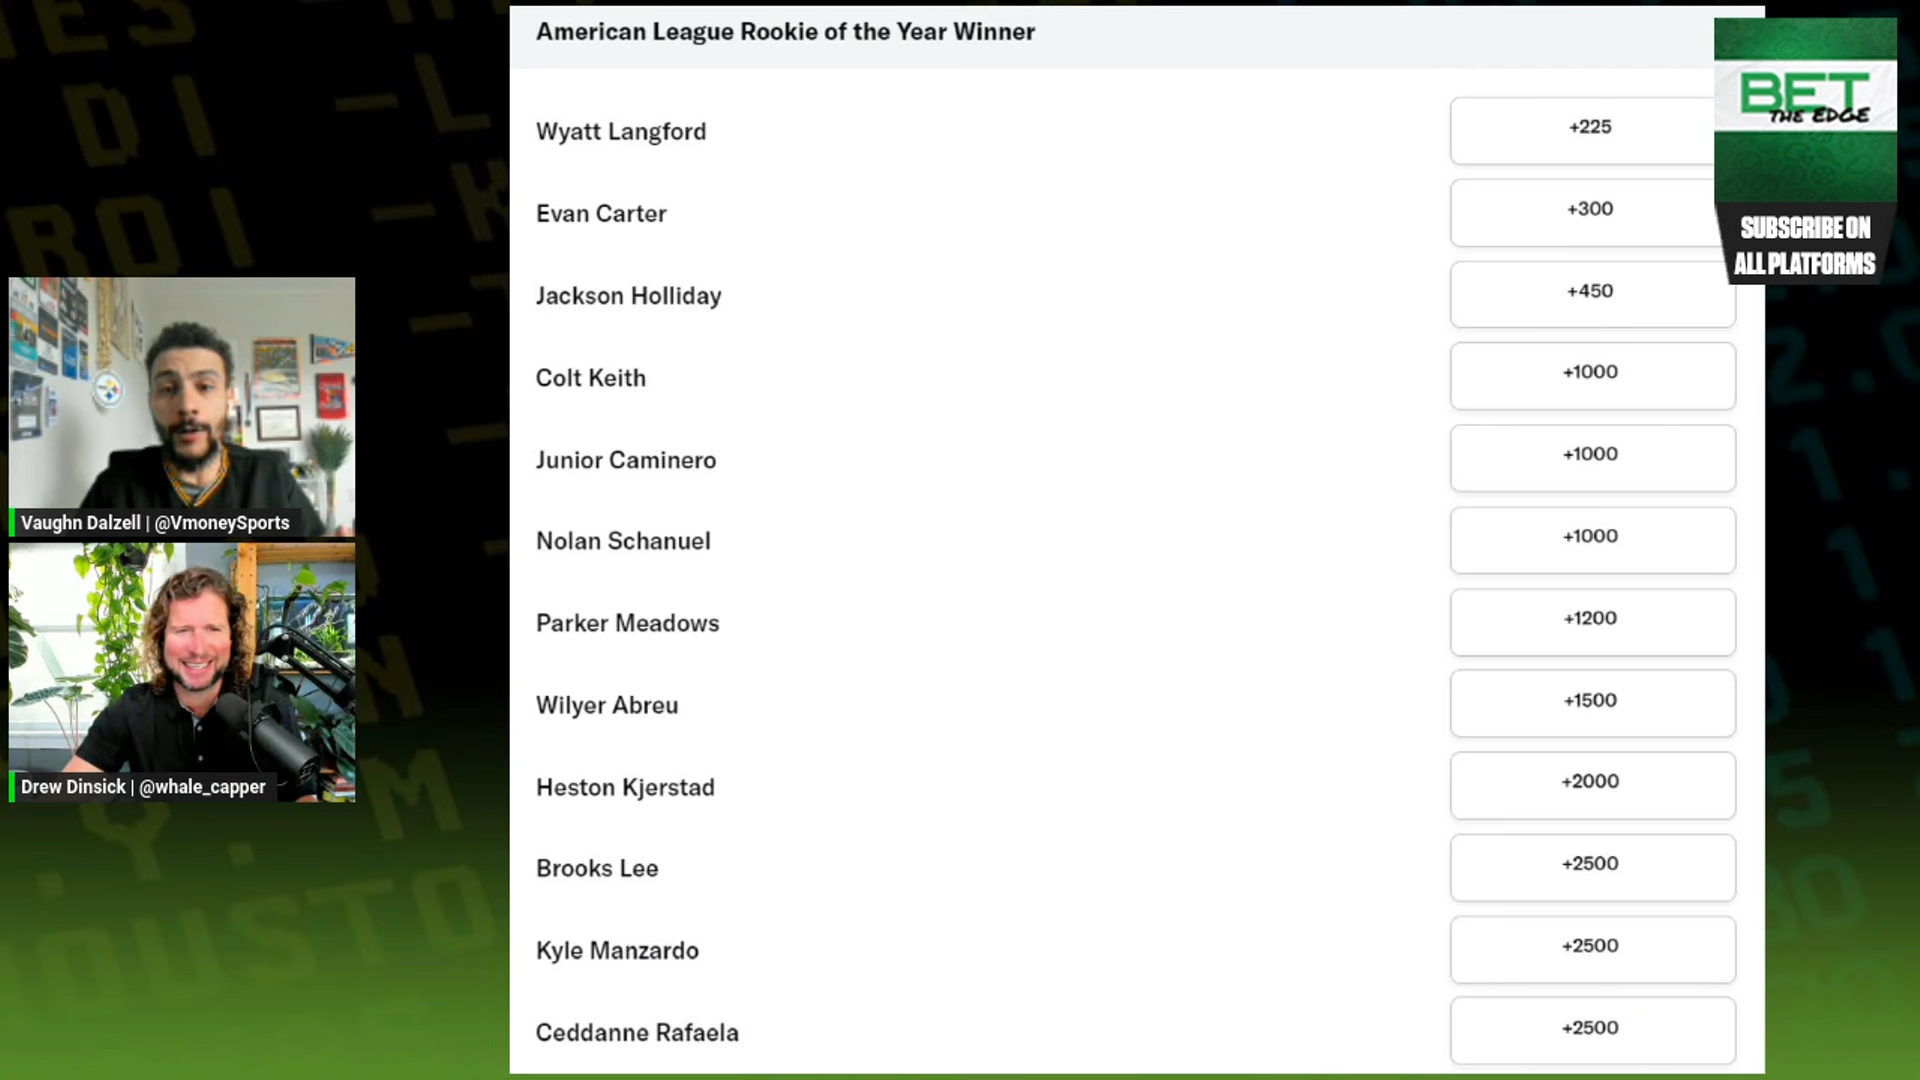 American League Rookie of the Year Winner
Wyatt Langford +225
Evan Carter +300
Jackson Holliday +450
Colt Keith +1000
Junior Caminero +1000
Nolan Schanuel +1000
Parker Meadows +1200
Wilyer Abreu +1500
Heston Kjerstad +2000
Brooks Lee +2500
Kyle Manzardo +2500
Ceddanne Rafaela +2500
BET
THE EDGE
SUBSCRIBE ON
ALL PLATFORMS
Vaughn Dalzell | @VmoneySports
Drew Dinsick | @whale_capper